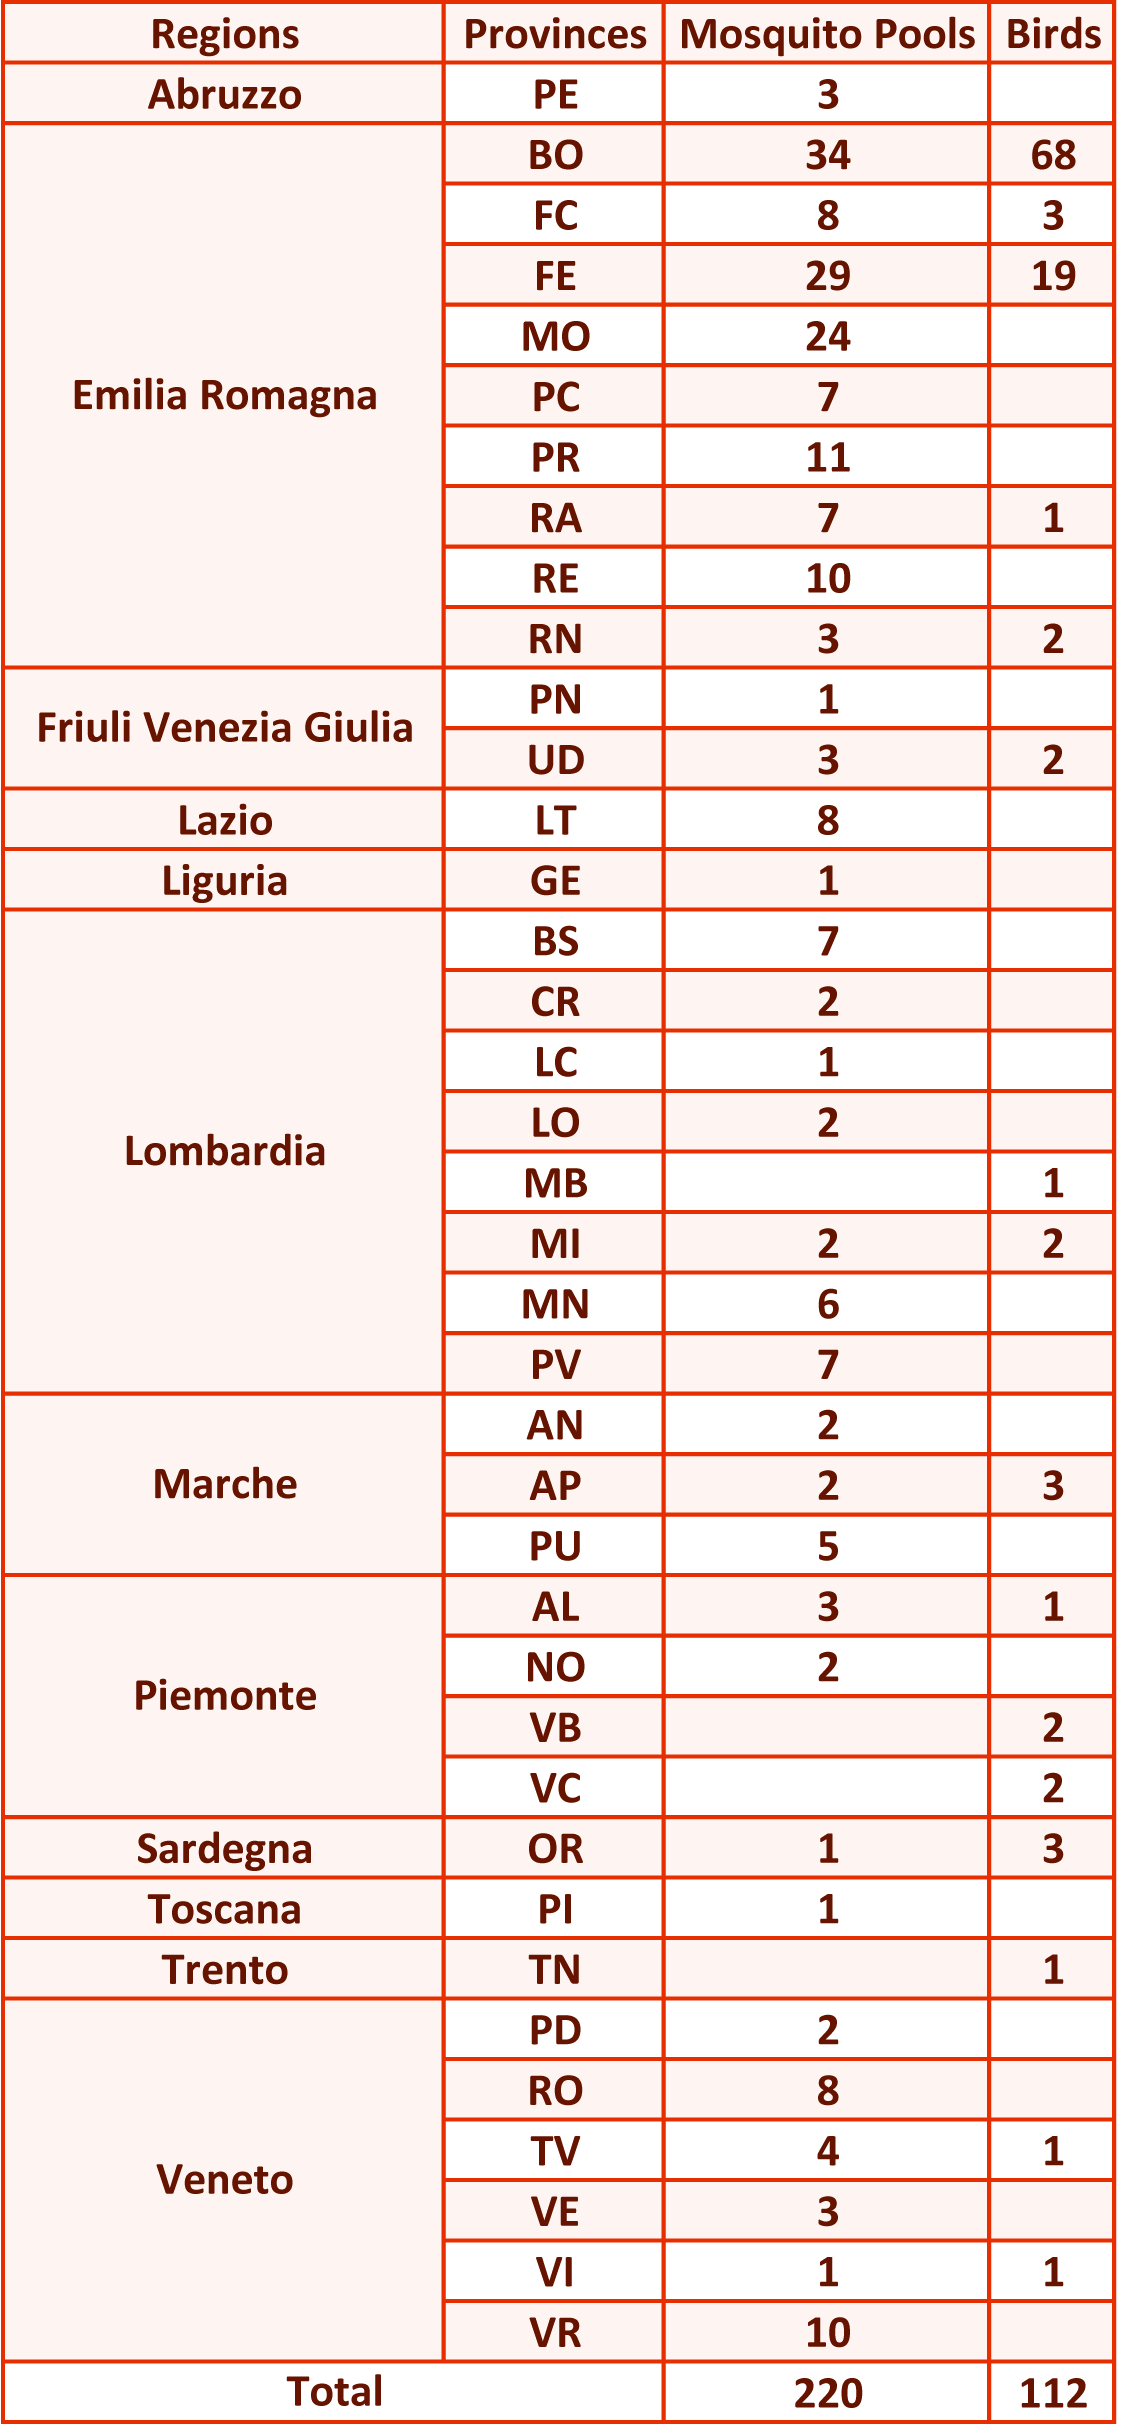 Regions Provinces Mosquito Pools Birds
Abruzzo PE 3
Emilia Romagna BO 34 68
FC 8 3
FE 29 19
MO 24
PC 7
PR 11
RA 7 1
RE 10
RN 3 2
Friuli Venezia Giulia PN 1
UD 3 2
Lazio LT 8
Liguria GE 1
Lombardia BS 7
CR 2
LC 1
LO 2
MB 1
MI 2 2
MN 6
PV 7
Marche AN 2
AP 2 3
PU 5
Piemonte AL 3 1
NO 2
VB 2
VC 2
Sardegna OR 1 3
Toscana PI 1
Trento TN 1
Veneto PD 2
RO 8
TV 4 1
VE 3
VI 1 1
VR 10
Total 220 112